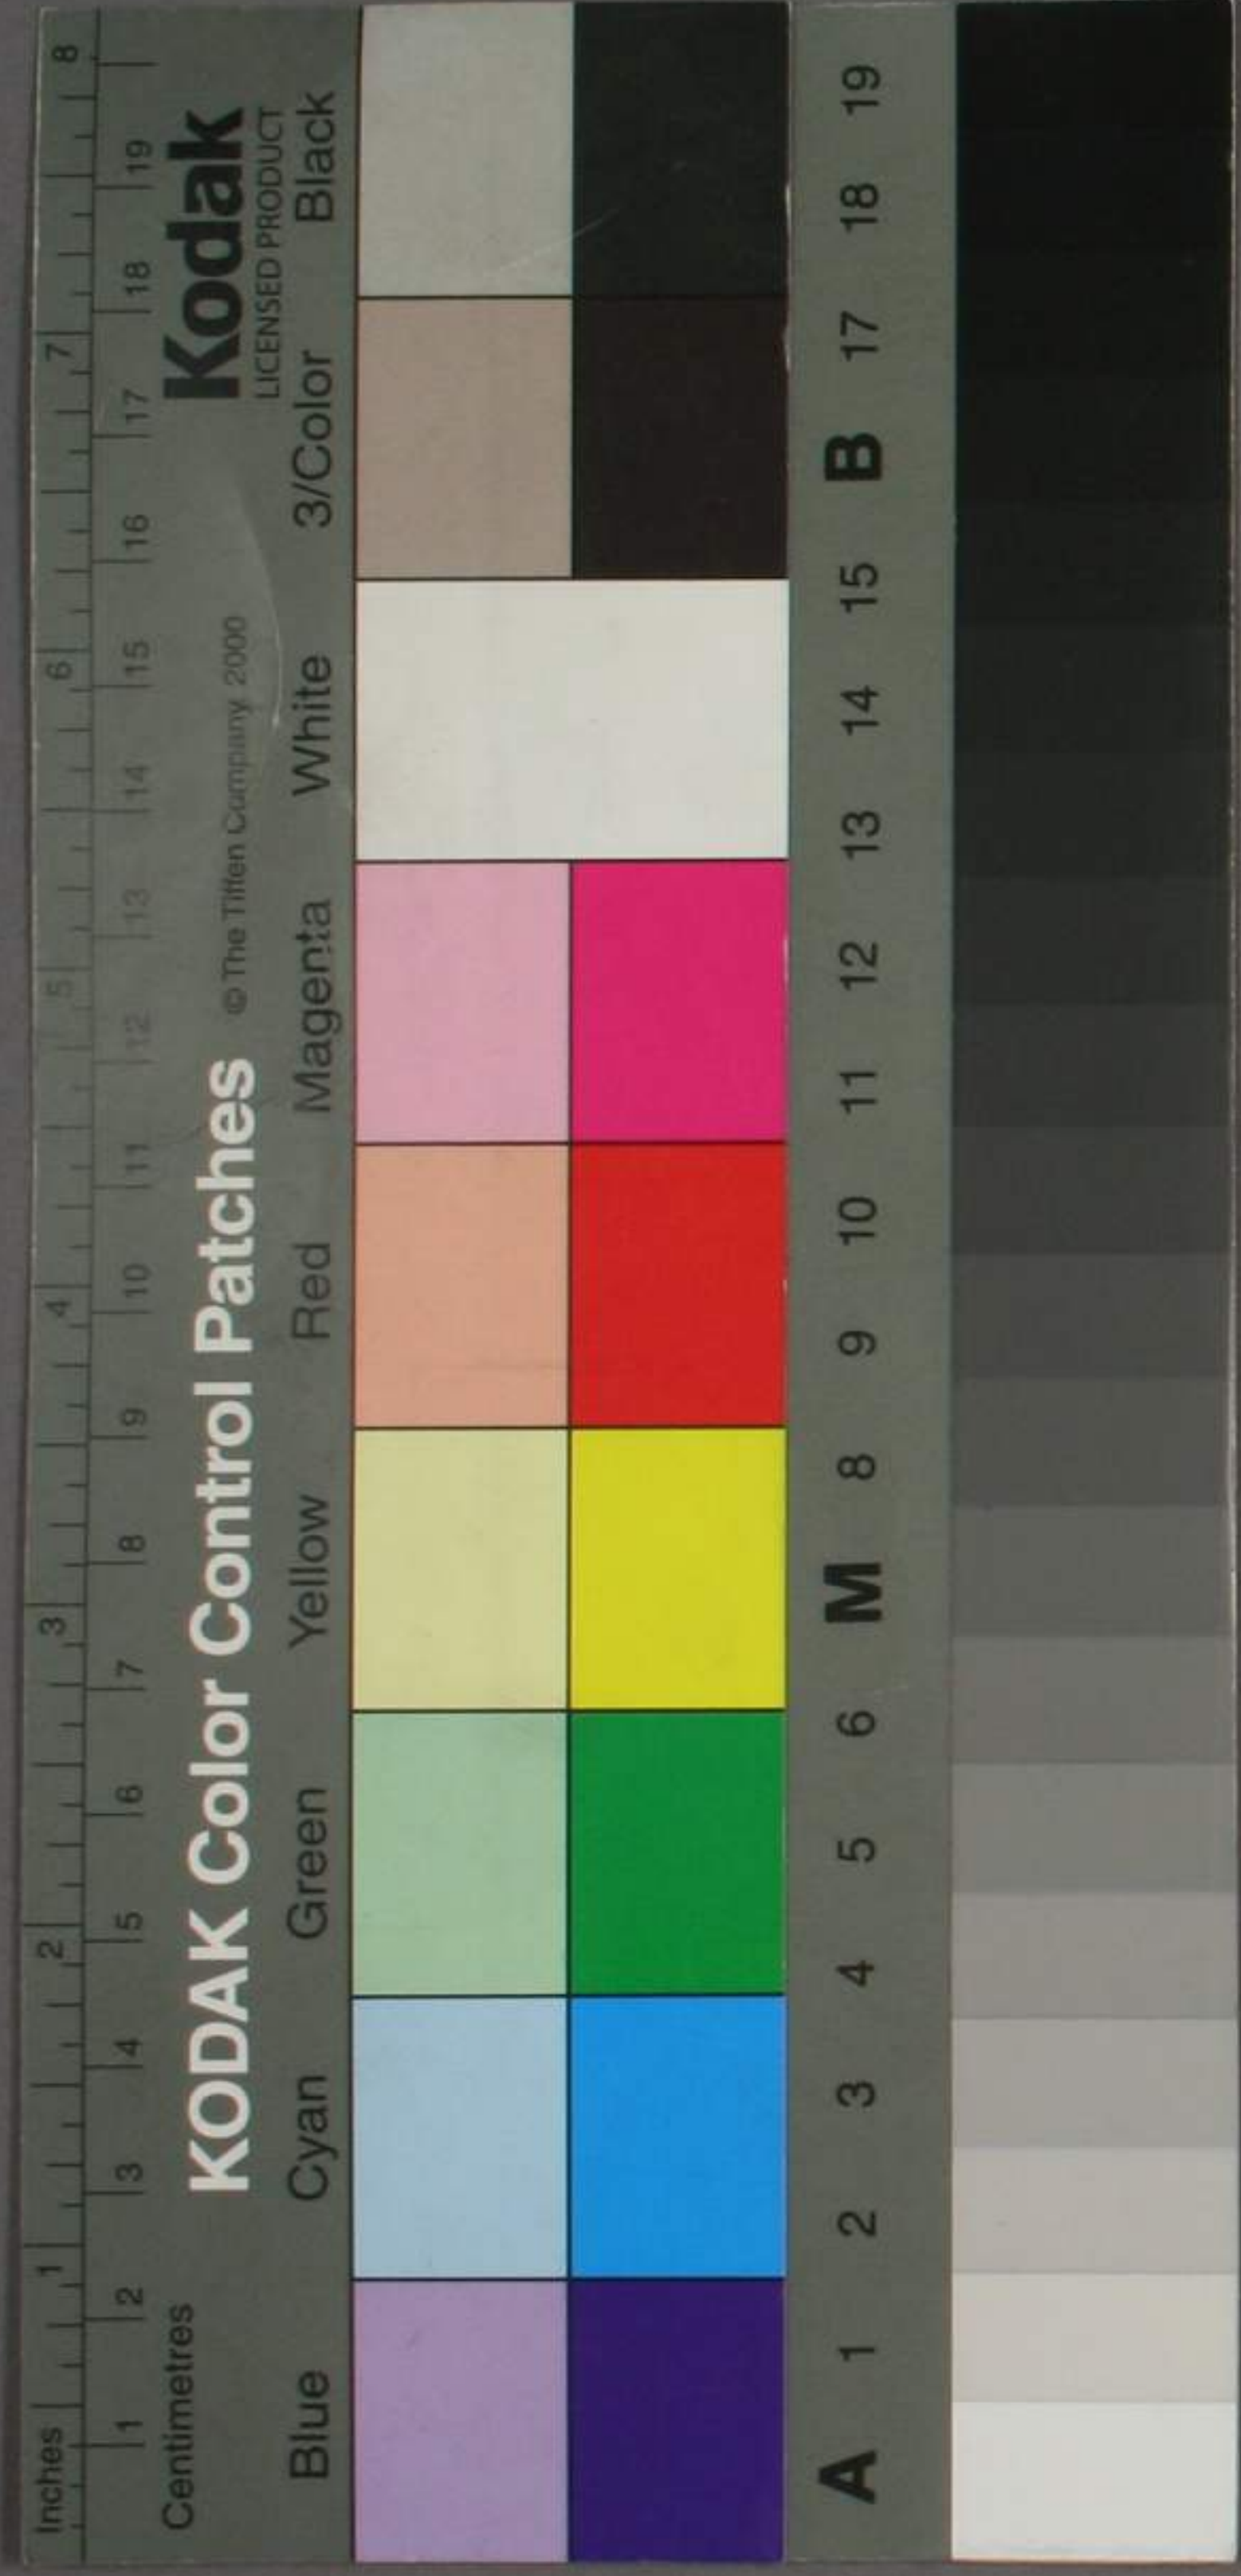 Inches 1 2 3 4 5 6 7 8
Centimetres 1 2 3 4 5 6 7 8 9 10 11 12 13 14 15 16 17 18 19
KODAK Color Control Patches © The Tiffen Company, 2000 Kodak
LICENSED PRODUCT
Blue Cyan Green Yellow Red Magenta White 3/Color Black
A 1 2 3 4 5 6 M 8 9 10 11 12 13 14 15 B 17 18 19